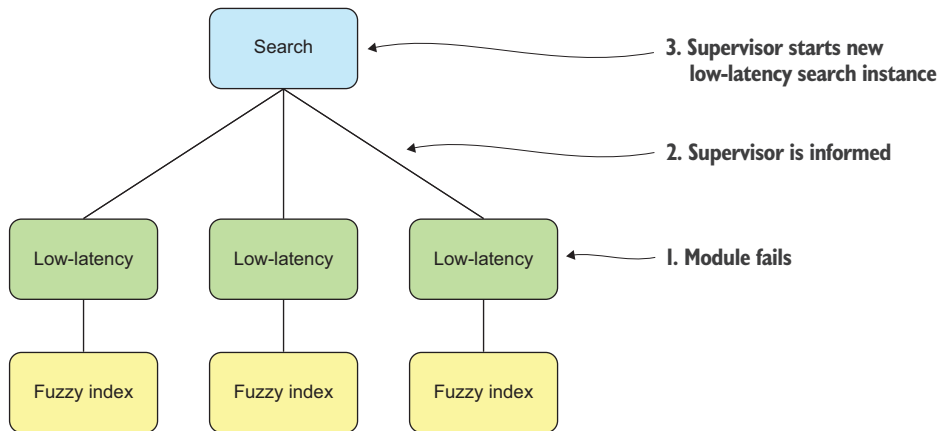 Search
3. Supervisor starts new
low-latency search instance
2. Supervisor is informed
Low-latency
Low-latency
Low-latency
1. Module fails
Fuzzy index
Fuzzy index
Fuzzy index